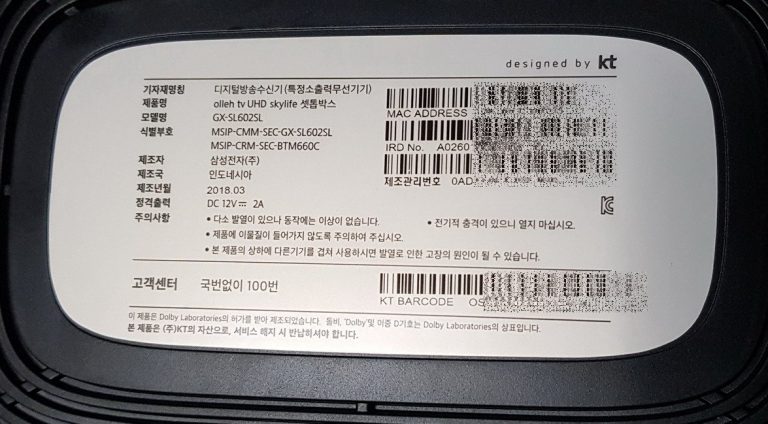 designed by kt
기자재명칭 디지털방송수신기(특정소출력무선기기)
제품명 olleh tv UHD skylife 셋톱박스
모델명 GX-SL602SL
식별부호 MSIP-CMM-SEC-GX-SL602SL
MSIP-CRM-SEC-BTM660C
제조자 삼성전자(주)
제조국 인도네시아
제조년월 2018.03
정격출력 DC 12V⎓ 2A
주의사항 • 다소 발열이 있으나 동작에는 이상이 없습니다. • 전기적 충격이 있으니 열지 마십시오.
• 제품에 이물질이 들어가지 않도록 주의하여 주십시오.
• 본 제품의 상하에 다른기기를 겹쳐 사용하시면 발열로 인한 고장의 원인이 될 수 있습니다.
MAC ADDRESS
IRD No. A0260
제조관리번호 0AD
고객센터 국번없이 100번
KT BARCODE OS
이 제품은 Dolby Laboratories의 허가를 받아 제조되었습니다. 돌비, 'Dolby'및 이중 D기호는 Dolby Laboratories의 상표입니다.
본 제품은 (주)KT의 자산으로, 서비스 해지 시 반납하셔야 합니다.